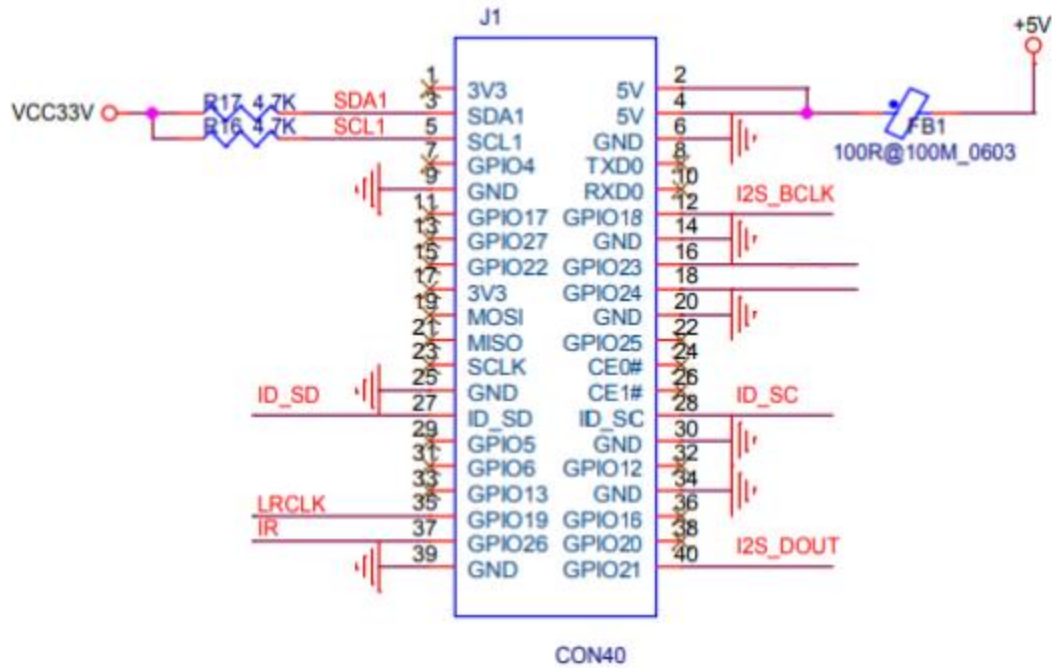 J1
+5V
VCC33V
R17 4.7K
SDA1
R16 4.7K
SCL1
FB1
100R@100M_0603
1 3V3 5V 2
3 SDA1 5V 4
5 SCL1 GND 6
7 GPIO4 TXD0 8
9 GND RXD0 10
11 GPIO17 GPIO18 12 I2S_BCLK
13 GPIO27 GND 14
15 GPIO22 GPIO23 16
17 3V3 GPIO24 18
19 MOSI GND 20
21 MISO GPIO25 22
23 SCLK CE0# 24
25 GND CE1# 26
ID_SD 27 ID_SD ID_SC 28 ID_SC
29 GPIO5 GND 30
31 GPIO6 GPIO12 32
33 GPIO13 GND 34
LRCLK 35 GPIO19 GPIO16 36
IR 37 GPIO26 GPIO20 38
39 GND GPIO21 40 I2S_DOUT
CON40